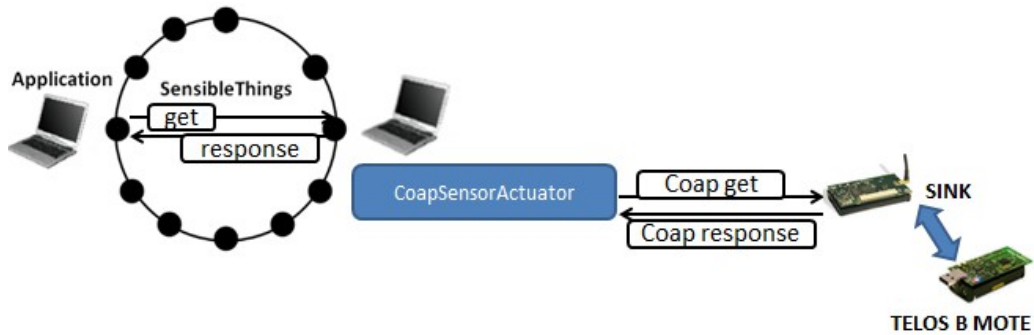 Application
SensibleThings
get
response
CoapSensorActuator
Coap get
Coap response
SINK
TELOS B MOTE